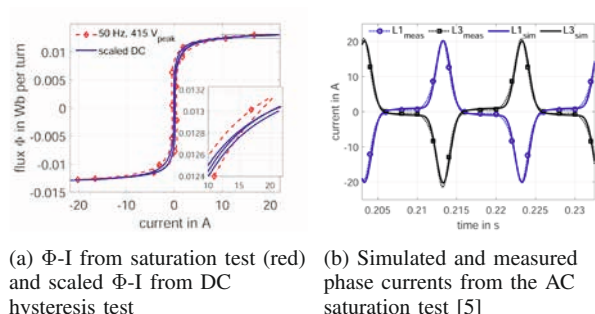 50 Hz, 415 V_peak
scaled DC
flux Φ in Wb per turn
0.01
0.005
0
-0.005
-0.01
-0.015
0.0132
0.013
0.0128
0.0126
0.0124
10 15 20
-20 -10 0 10 20
current in A
L1_meas L3_meas L1_sim L3_sim
current in A
20
10
0
-10
-20
0.205 0.21 0.215 0.22 0.225 0.23
time in s
(a) Φ-I from saturation test (red)
and scaled Φ-I from DC
hysteresis test
(b) Simulated and measured
phase currents from the AC
saturation test [5]